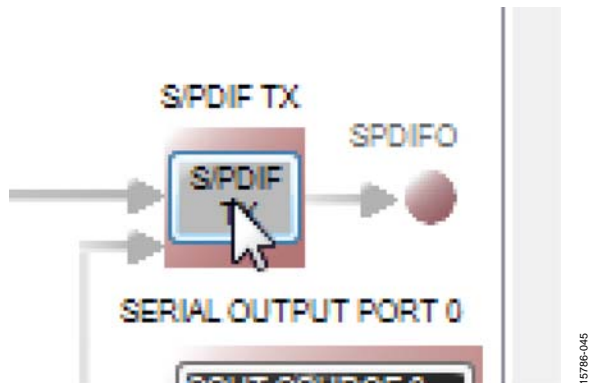 S/PDIF TX
SPDIFO
S/PDIF
TX
SERIAL OUTPUT PORT 0
15786-045